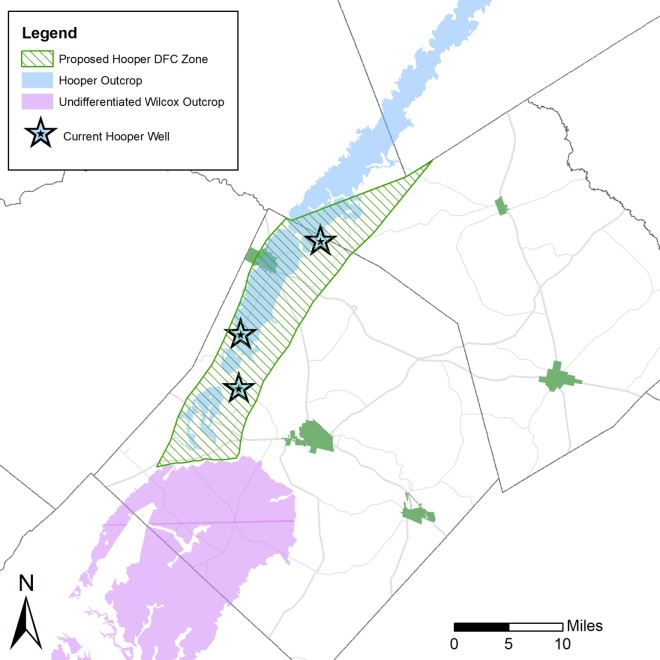 Legend
Proposed Hooper DFC Zone
Hooper Outcrop
Undifferentiated Wilcox Outcrop
Current Hooper Well
N
Miles
0 5 10